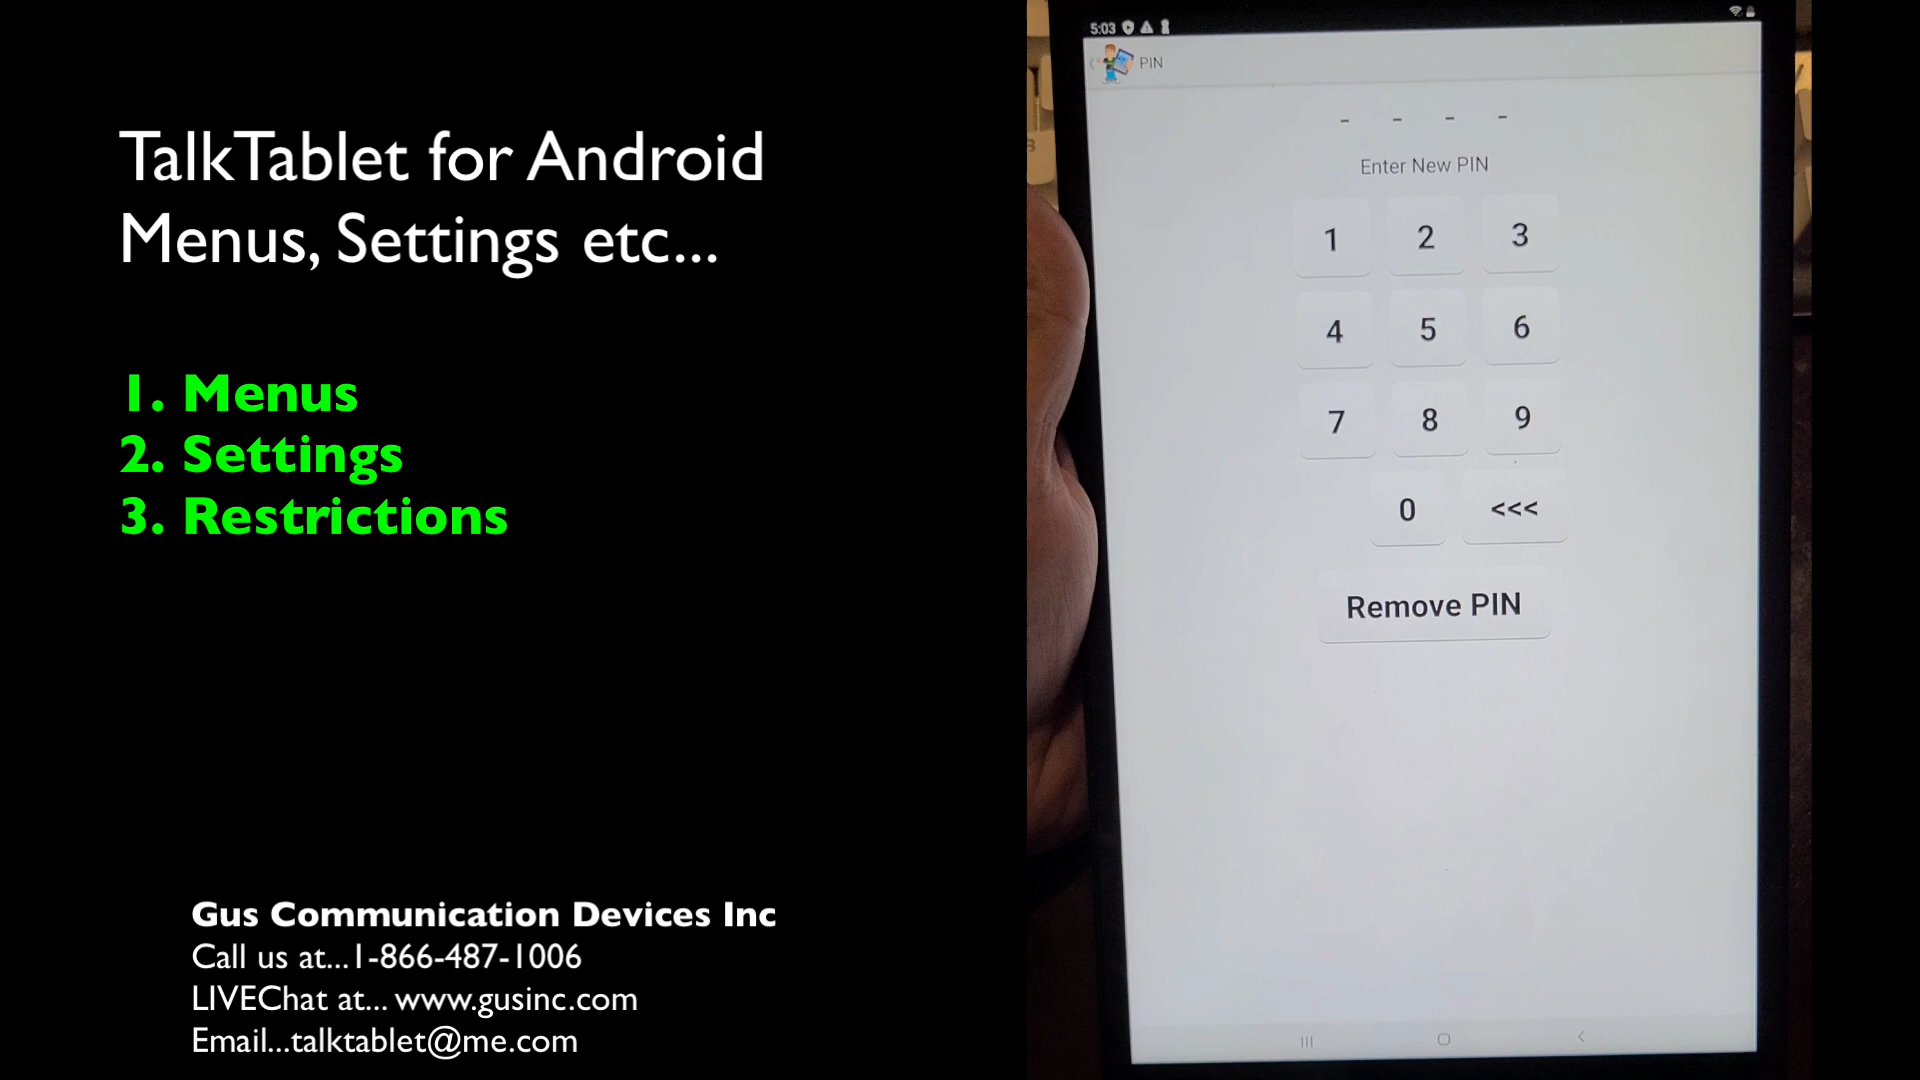 TalkTablet for Android
Menus, Settings etc...
1. Menus
2. Settings
3. Restrictions
Gus Communication Devices Inc
Call us at...1-866-487-1006
LIVEChat at... www.gusinc.com
Email...talktablet@me.com
5:03
PIN
- - - -
Enter New PIN
1 2 3
4 5 6
7 8 9
0 <<<
Remove PIN